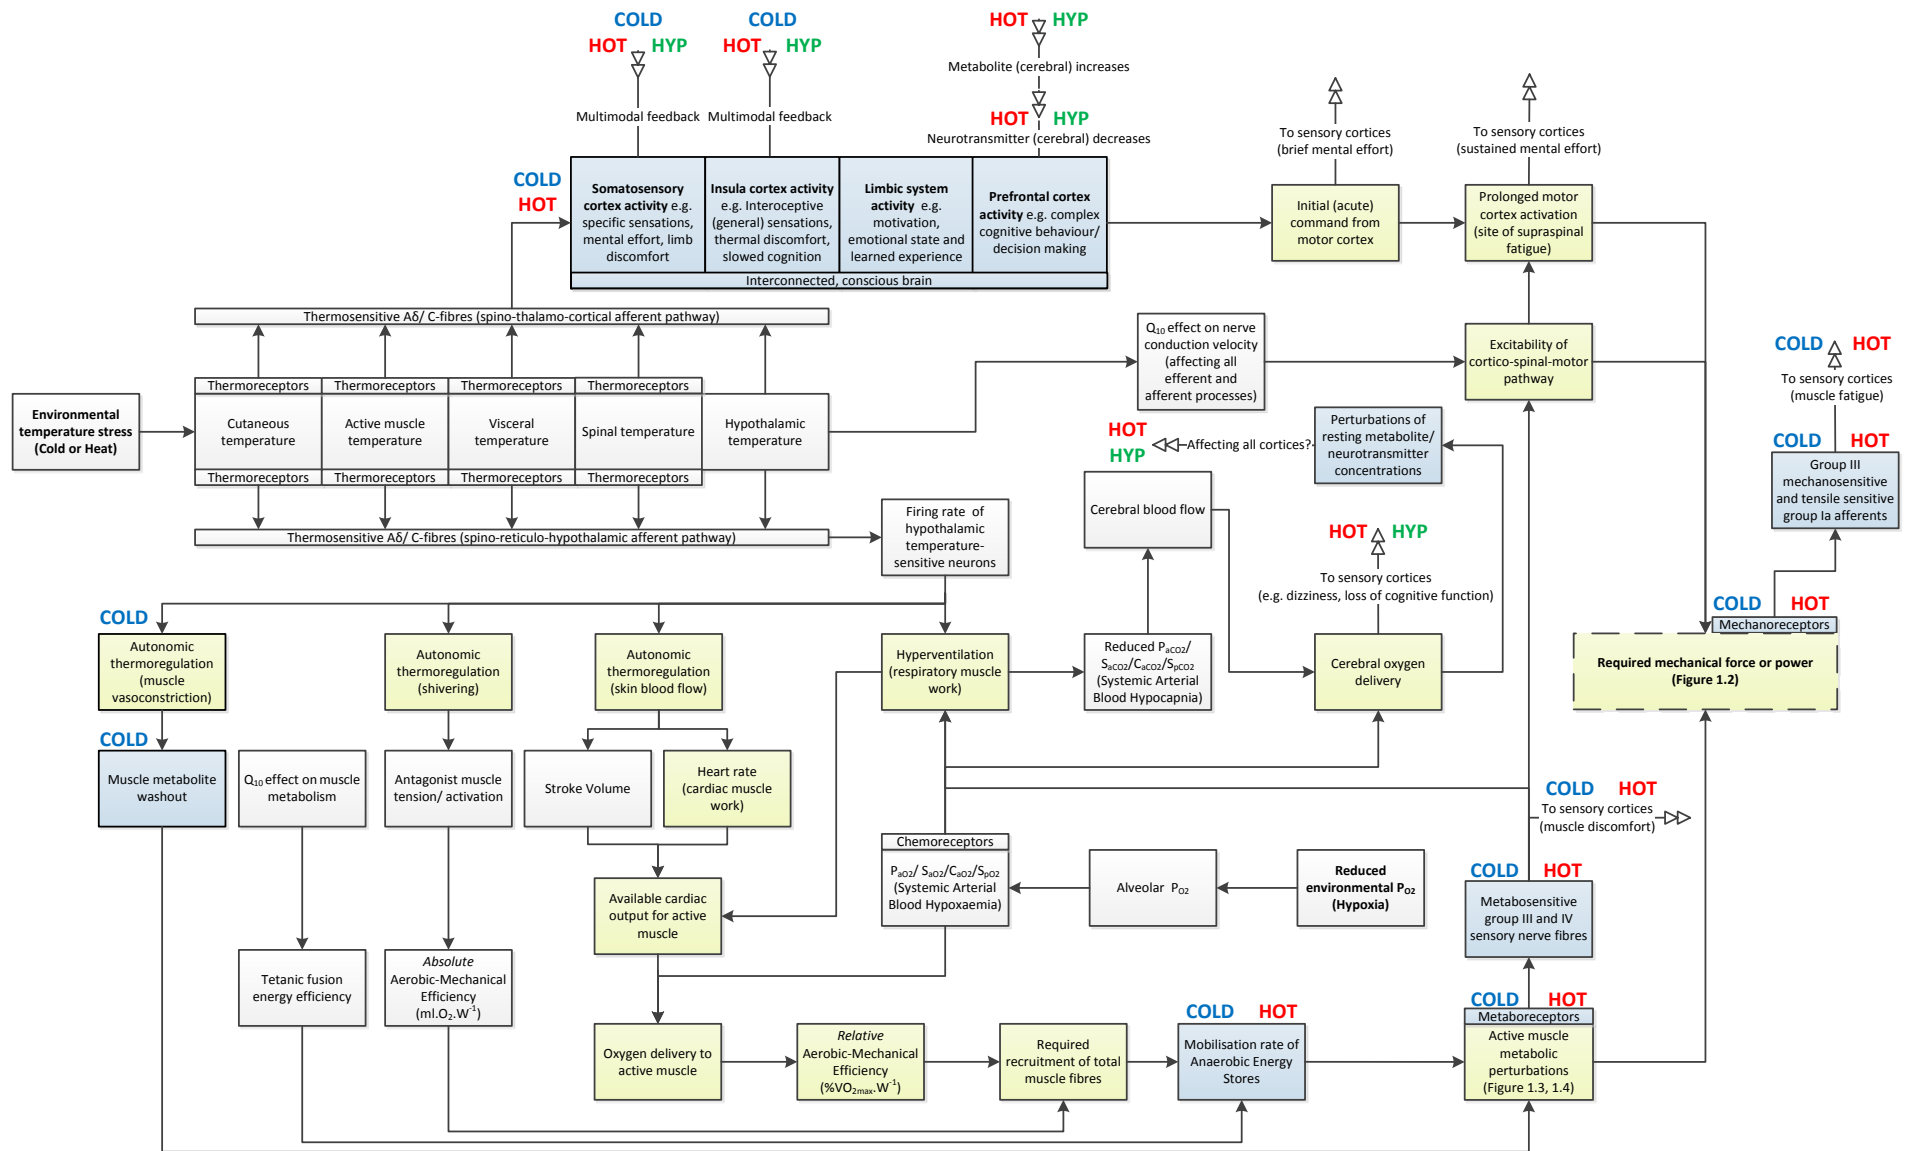 COLD
HOT HYP
Multimodal feedback
COLD
HOT HYP
Multimodal feedback
HOT HYP
Metabolite (cerebral) increases
HOT HYP
Neurotransmitter (cerebral) decreases
To sensory cortices
(brief mental effort)
To sensory cortices
(sustained mental effort)
COLD
HOT
Somatosensory
cortex activity e.g.
specific sensations,
mental effort, limb
discomfort
Insula cortex activity
e.g. Interoceptive
(general) sensations,
thermal discomfort,
slowed cognition
Limbic system
activity e.g.
motivation,
emotional state and
learned experience
Prefrontal cortex
activity e.g. complex
cognitive behaviour/
decision making
Interconnected, conscious brain
Initial (acute)
command from
motor cortex
Prolonged motor
cortex activation
(site of supraspinal
fatigue)
Thermosensitive Aδ/ C-fibres (spino-thalamo-cortical afferent pathway)
Q10 effect on nerve
conduction velocity
(affecting all
efferent and
afferent processes)
Excitability of
cortico-spinal-motor
pathway
COLD HOT
To sensory cortices
(muscle fatigue)
Environmental
temperature stress
(Cold or Heat)
Thermoreceptors
Thermoreceptors
Thermoreceptors
Thermoreceptors
Cutaneous
temperature
Active muscle
temperature
Visceral
temperature
Spinal temperature
Hypothalamic
temperature
Thermoreceptors
Thermoreceptors
Thermoreceptors
Thermoreceptors
HOT
HYP
Affecting all cortices?
Perturbations of
resting metabolite/
neurotransmitter
concentrations
COLD HOT
Group III
mechanosensitive
and tensile sensitive
group Ia afferents
Thermosensitive Aδ/ C-fibres (spino-reticulo-hypothalamic afferent pathway)
Firing rate of
hypothalamic
temperature-
sensitive neurons
Cerebral blood flow
HOT HYP
To sensory cortices
(e.g. dizziness, loss of cognitive function)
COLD
Autonomic
thermoregulation
(muscle
vasoconstriction)
Autonomic
thermoregulation
(shivering)
Autonomic
thermoregulation
(skin blood flow)
Hyperventilation
(respiratory muscle
work)
Reduced PaCO2/
SaCO2/CaCO2/SpCO2
(Systemic Arterial
Blood Hypocapnia)
Cerebral oxygen
delivery
COLD HOT
Mechanoreceptors
Required mechanical force or power
(Figure 1.2)
COLD
Muscle metabolite
washout
Q10 effect on muscle
metabolism
Antagonist muscle
tension/ activation
Stroke Volume
Heart rate
(cardiac muscle
work)
COLD HOT
To sensory cortices
(muscle discomfort)
Chemoreceptors
PaO2/ SaO2/CaO2/SpO2
(Systemic Arterial
Blood Hypoxaemia)
Alveolar PO2
Reduced
environmental PO2
(Hypoxia)
COLD HOT
Metabosensitive
group III and IV
sensory nerve fibres
Available cardiac
output for active
muscle
Tetanic fusion
energy efficiency
Absolute
Aerobic-Mechanical
Efficiency
(ml.O2.W-1)
Oxygen delivery to
active muscle
Relative
Aerobic-Mechanical
Efficiency
(%VO2max.W-1)
Required
recruitment of total
muscle fibres
COLD HOT
Mobilisation rate of
Anaerobic Energy
Stores
COLD HOT
Metaboreceptors
Active muscle
metabolic
perturbations
(Figure 1.3, 1.4)